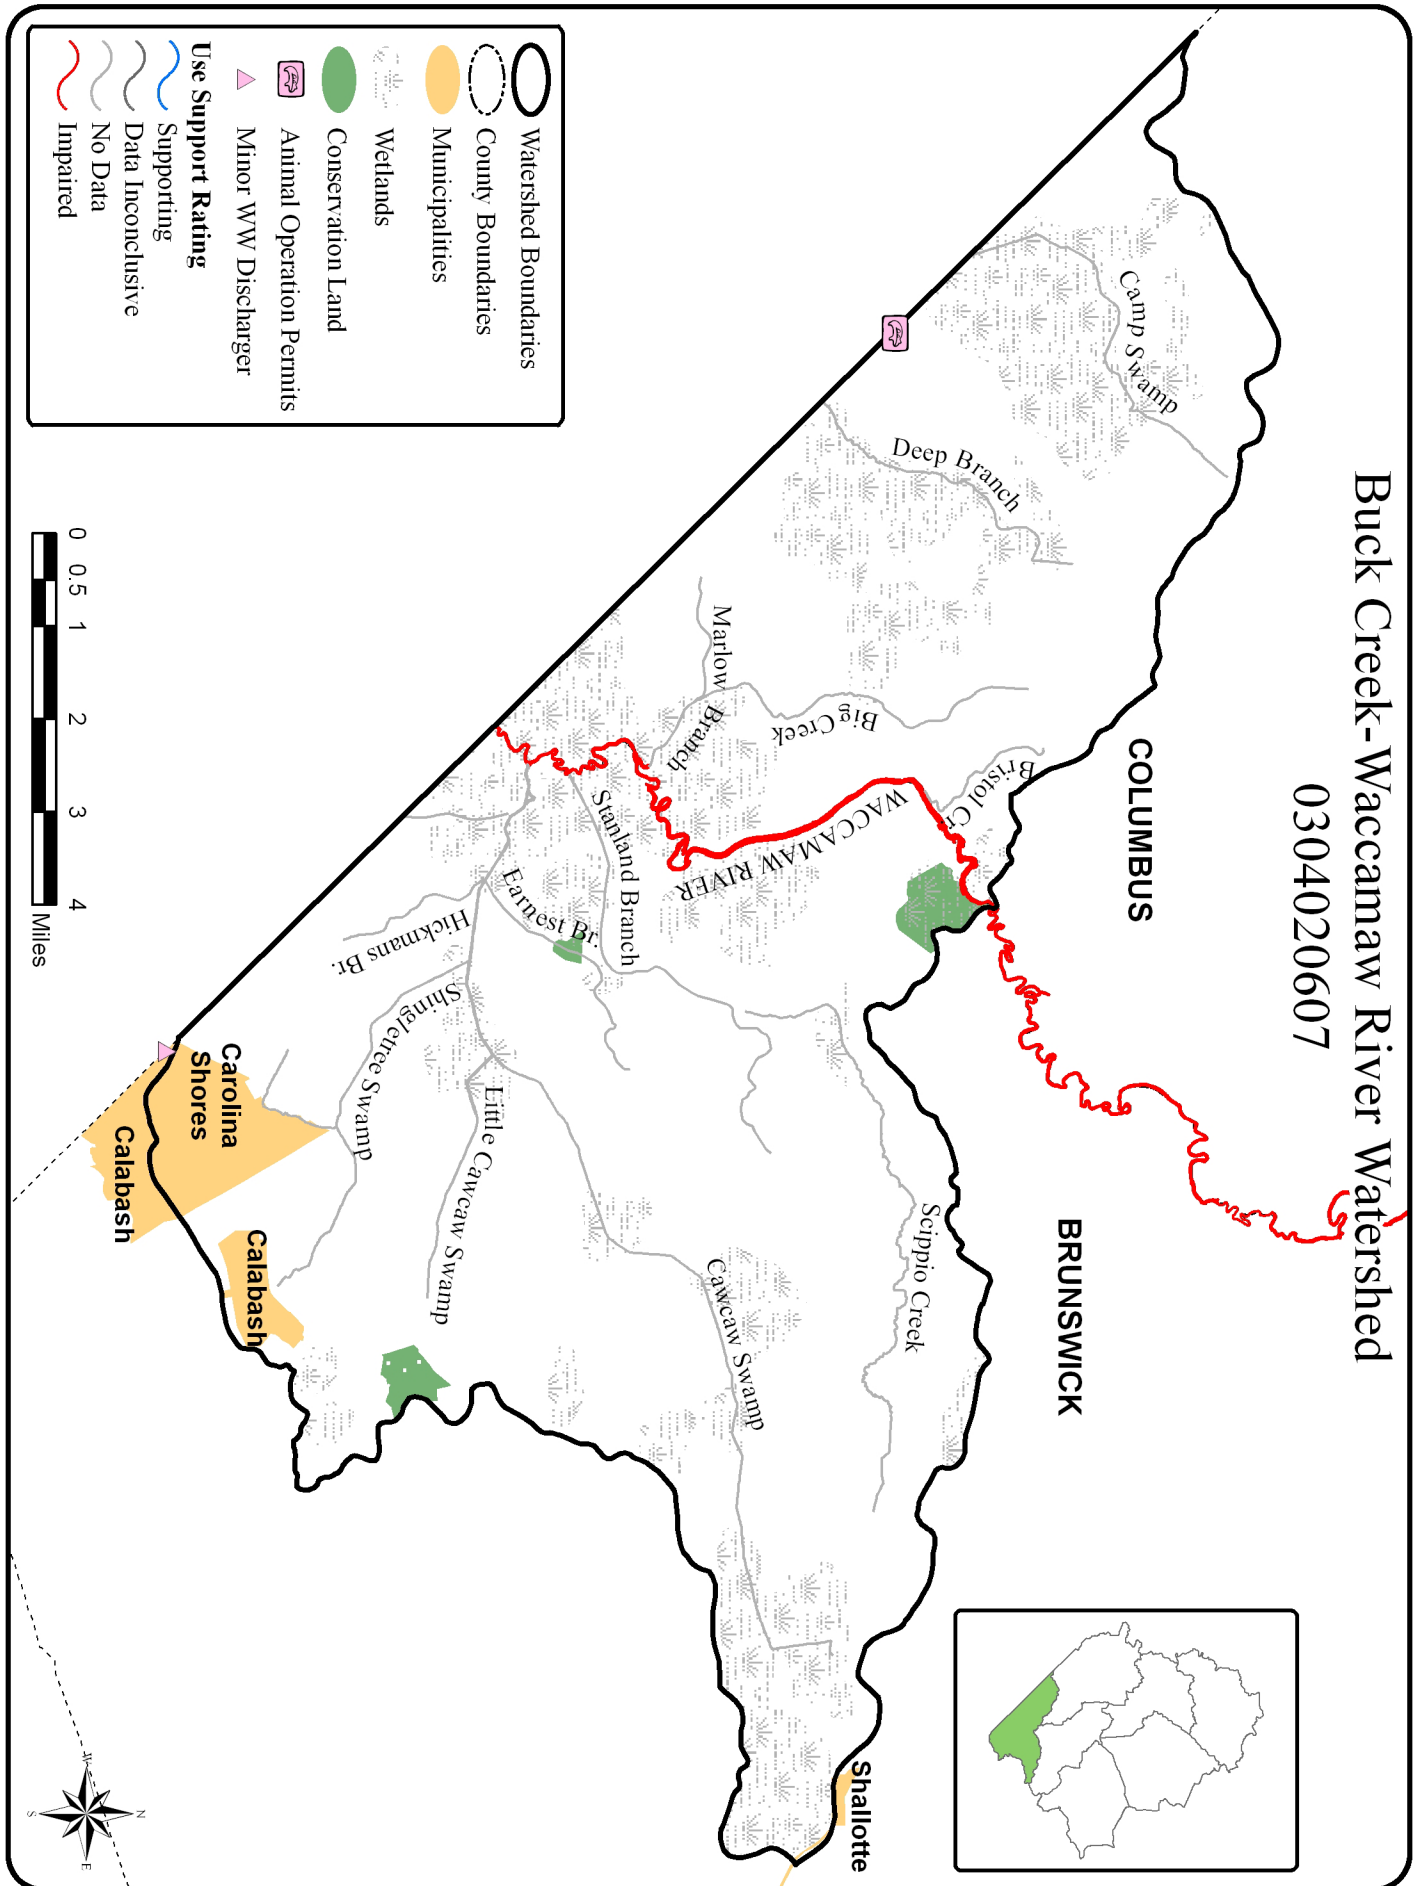 Buck Creek-Waccamaw River Watershed
030402020607
COLUMBUS
BRUNSWICK
Camp Swamp
Deep Branch
Marlow Branch
Big Creek
Bristol Cr.
WACCAMAW RIVER
Stanland Branch
Earnest Br.
Hickmans Br.
Shingletree Swamp
Little Cawcaw Swamp
Cawcaw Swamp
Scippio Creek
Shallotte
Carolina
Shores
Calabash
Calabash
Watershed Boundaries
County Boundaries
Municipalities
Wetlands
Conservation Land
Animal Operation Permits
Minor WW Discharger
Use Support Rating
Supporting
Data Inconclusive
No Data
Impaired
0 0.5 1 2 3 4
Miles
N
W
E
S